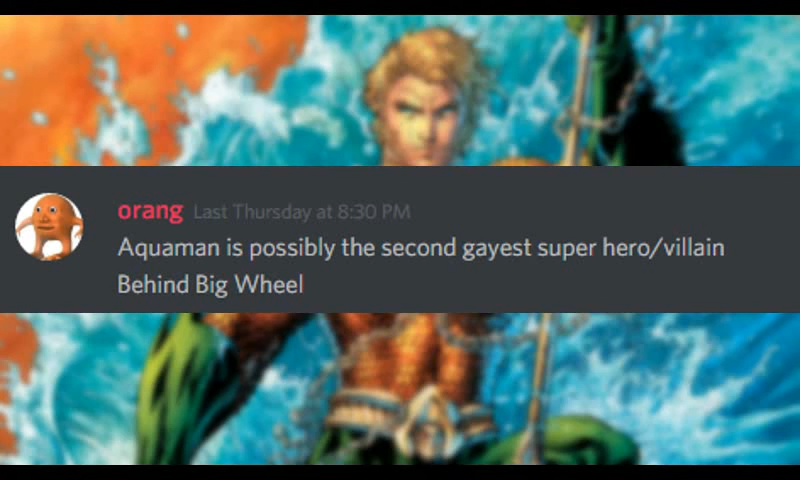 orang Last Thursday at 8:30 PM
Aquaman is possibly the second gayest super hero/villain
Behind Big Wheel